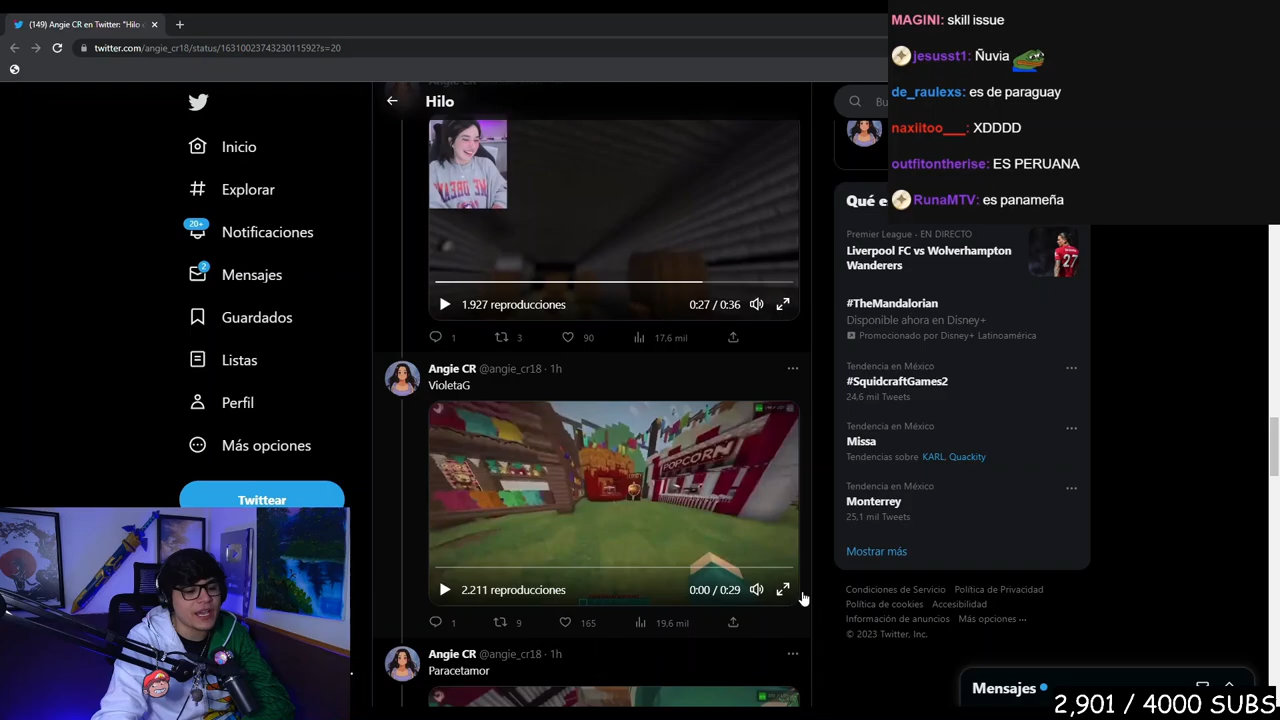 (149) Angie CR en Twitter: "Hilo
twitter.com/angie_cr18/status/1631002374323011592?s=20
Inicio
Explorar
20+
Notificaciones
2
Mensajes
Guardados
Listas
Perfil
Más opciones
Twittear
Hilo
1.927 reproducciones
0:27 / 0:36
1
3
90
17,6 mil
Angie CR @angie_cr18 · 1h
VioletaG
POPCORN
2.211 reproducciones
0:00 / 0:29
1
9
165
19,6 mil
Angie CR @angie_cr18 · 1h
Paracetamor
MAGINI: skill issue
jesusst1: Ñuvia
de_raulexs: es de paraguay
naxiitoo___: XDDDD
outfitontherise: ES PERUANA
RunaMTV: es panameña
Bu
Qué e
Premier League - EN DIRECTO
Liverpool FC vs Wolverhampton
Wanderers
27
#TheMandalorian
Disponible ahora en Disney+
Promocionado por Disney+ Latinoamérica
Tendencia en México
#SquidcraftGames2
24,6 mil Tweets
Tendencia en México
Missa
Tendencias sobre KARL, Quackity
Tendencia en México
Monterrey
25,1 mil Tweets
Mostrar más
Condiciones de Servicio Política de Privacidad
Política de cookies Accesibilidad
Información de anuncios Más opciones ···
© 2023 Twitter, Inc.
Mensajes
2,901 / 4000 SUBS